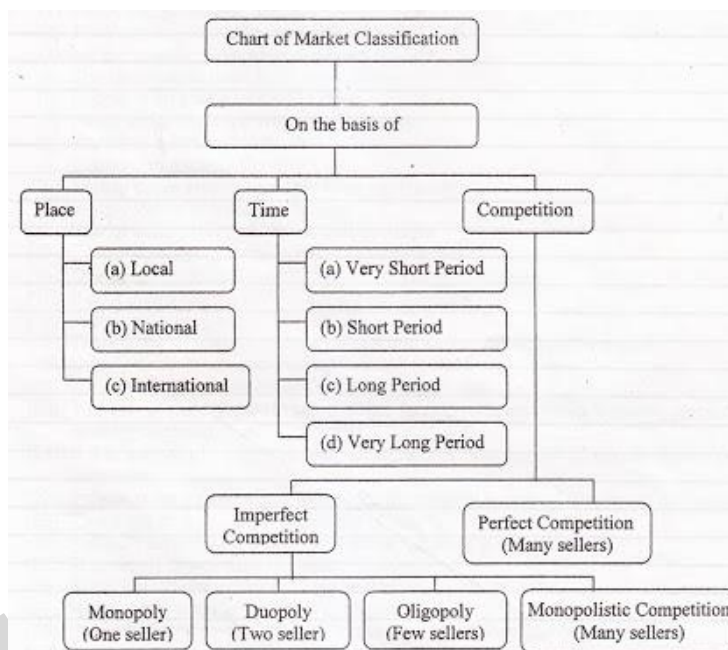 Chart of Market Classification
On the basis of
Place
Time
Competition
(a) Local
(a) Very Short Period
(b) National
(b) Short Period
(c) International
(c) Long Period
(d) Very Long Period
Imperfect
Competition
Perfect Competition
(Many sellers)
Monopoly
(One seller)
Duopoly
(Two seller)
Oligopoly
(Few sellers)
Monopolistic Competition
(Many sellers)